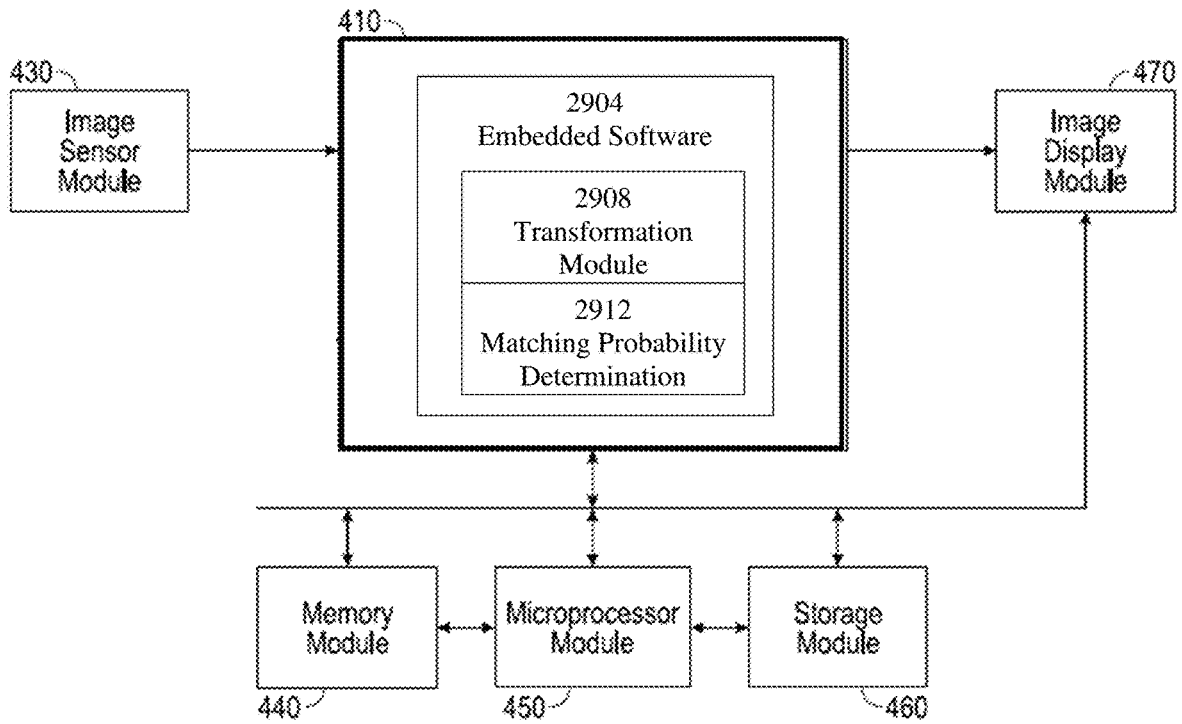 410
430
Image
Sensor
Module
2904
Embedded Software
2908
Transformation
Module
2912
Matching Probability
Determination
470
Image
Display
Module
Memory
Module
440
Microprocessor
Module
450
Storage
Module
460